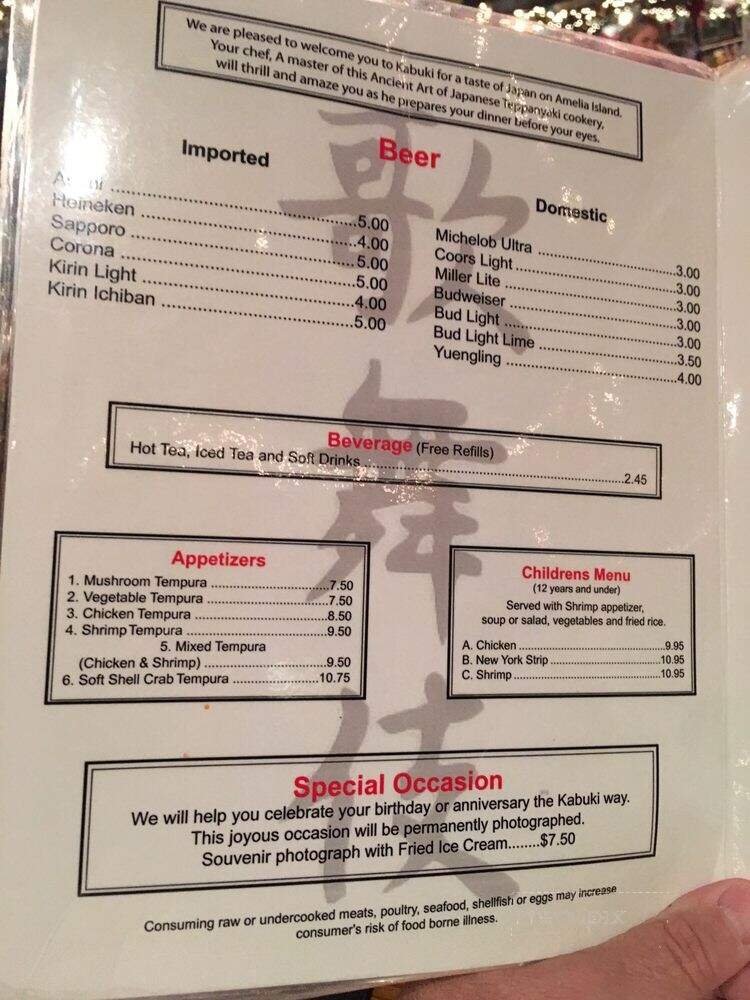 We are pleased to welcome you to Kabuki for a taste of Japan on Amelia Island.
Your chef, A master of this Ancient Art of Japanese Teppanyaki cookery,
will thrill and amaze you as he prepares your dinner before your eyes.
歌舞伎
Beer
Imported
..........5.00
Heineken ..........4.00
Sapporo ..........5.00
Corona ..........5.00
Kirin Light ..........4.00
Kirin Ichiban ..........5.00
Domestic
Michelob Ultra ..........3.00
Coors Light ..........3.00
Miller Lite ..........3.00
Budweiser ..........3.00
Bud Light ..........3.00
Bud Light Lime ..........3.50
Yuengling ..........4.00
Beverage (Free Refills)
Hot Tea, Iced Tea and Soft Drinks ..........2.45
Appetizers
1. Mushroom Tempura ..........7.50
2. Vegetable Tempura ..........7.50
3. Chicken Tempura ..........8.50
4. Shrimp Tempura ..........9.50
5. Mixed Tempura
(Chicken & Shrimp) ..........9.50
6. Soft Shell Crab Tempura ..........10.75
Childrens Menu
(12 years and under)
Served with Shrimp appetizer,
soup or salad, vegetables and fried rice.
A. Chicken ..........9.95
B. New York Strip ..........10.95
C. Shrimp ..........10.95
Special Occasion
We will help you celebrate your birthday or anniversary the Kabuki way.
This joyous occasion will be permanently photographed.
Souvenir photograph with Fried Ice Cream........$7.50
Consuming raw or undercooked meats, poultry, seafood, shellfish or eggs may increase
consumer's risk of food borne illness.